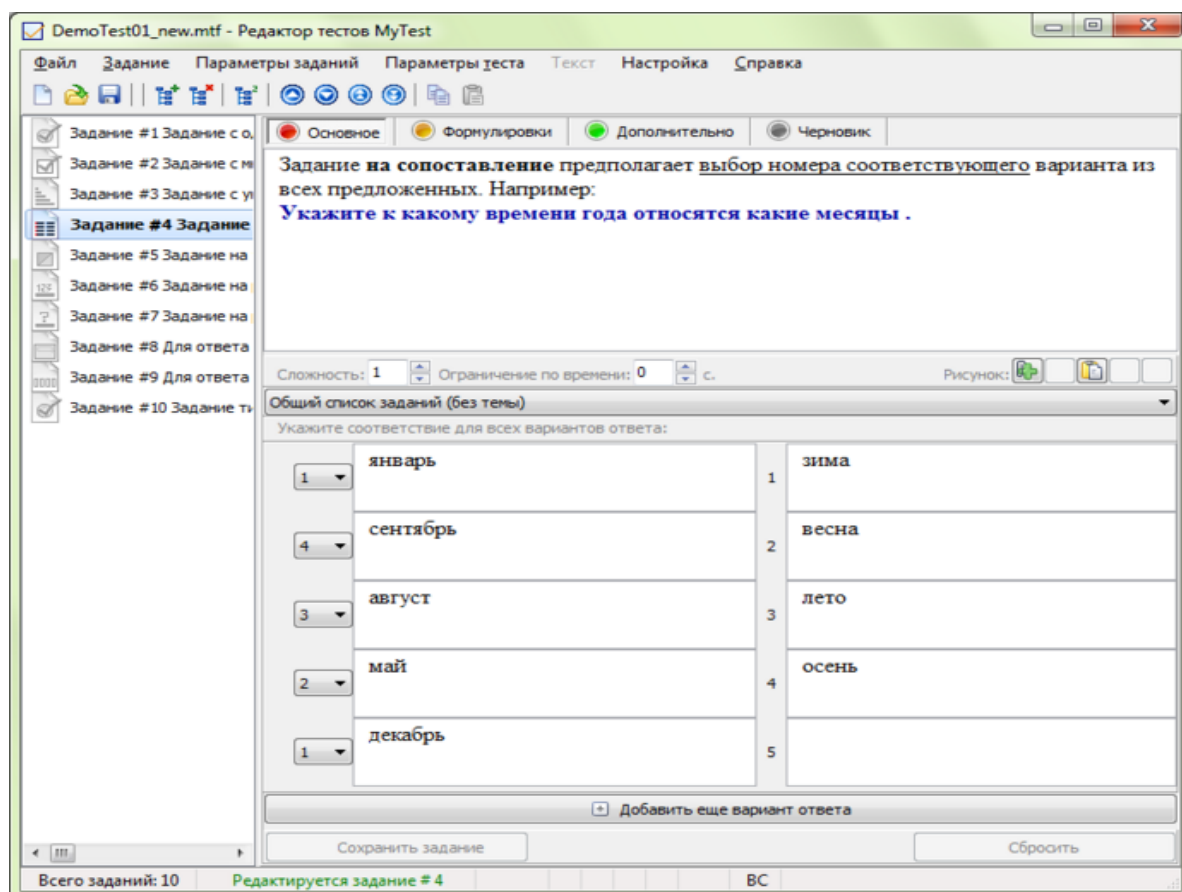 DemoTest01_new.mtf - Редактор тестов MyTest
Файл Задание Параметры заданий Параметры теста Текст Настройка Справка
Задание #1 Задание с о,
Задание #2 Задание с мн
Задание #3 Задание с уп
Задание #4 Задание
Задание #5 Задание на
Задание #6 Задание на
Задание #7 Задание на
Задание #8 Для ответа
Задание #9 Для ответа
Задание #10 Задание ти
Основное Формулировки Дополнительно Черновик
Задание на сопоставление предполагает выбор номера соответствующего варианта из
всех предложенных. Например:
Укажите к какому времени года относятся какие месяцы .
Сложность: 1 Ограничение по времени: 0 с. Рисунок:
Общий список заданий (без темы)
Укажите соответствие для всех вариантов ответа:
1 январь 1 зима
4 сентябрь 2 весна
3 август 3 лето
2 май 4 осень
1 декабрь 5
Добавить еще вариант ответа
Сохранить задание Сбросить
Всего заданий: 10 Редактируется задание # 4 ВС